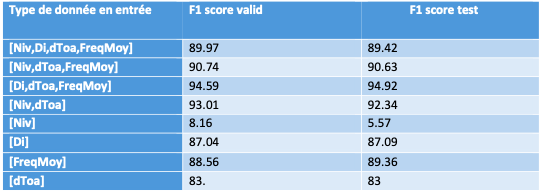 Type de donnée en entrée F1 score valid F1 score test
[Niv,Di,dToa,FreqMoy] 89.97 89.42
[Niv,dToa,FreqMoy] 90.74 90.63
[Di,dToa,FreqMoy] 94.59 94.92
[Niv,dToa] 93.01 92.34
[Niv] 8.16 5.57
[Di] 87.04 87.09
[FreqMoy] 88.56 89.36
[dToa] 83. 83